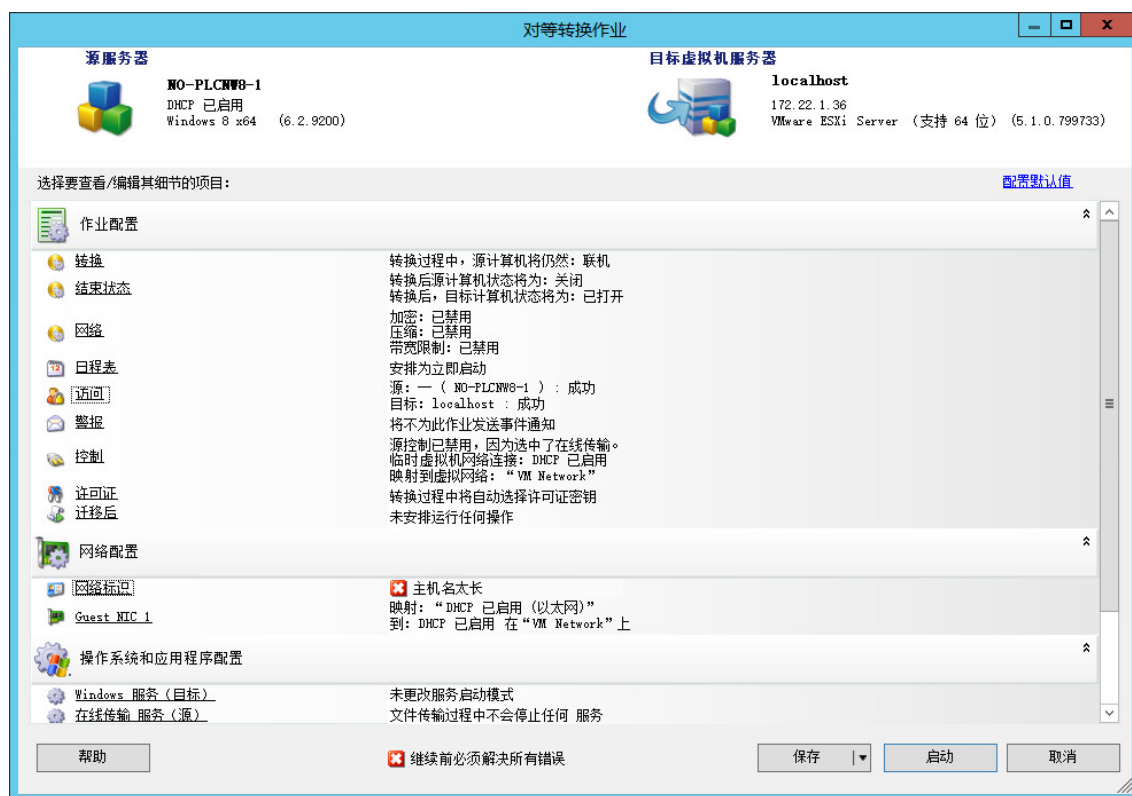 对等转换作业
源服务器
NO-PLCNW8-1
DHCP 已启用
Windows 8 x64 (6.2.9200)
目标虚拟机服务器
localhost
172.22.1.36
VMware ESXi Server (支持 64 位) (5.1.0.799733)
选择要查看/编辑其细节的项目:
配置默认值
作业配置
转换
转换过程中，源计算机将仍然: 联机
结束状态
转换后源计算机状态将为: 关闭
转换后，目标计算机状态将为: 已打开
网络
加密: 已禁用
压缩: 已禁用
带宽限制: 已禁用
日程表
安排为立即启动
访问
源: — ( NO-PLCNW8-1 ) : 成功
目标: localhost : 成功
警报
将不为此作业发送事件通知
控制
源控制已禁用，因为选中了在线传输。
临时虚拟机网络连接: DHCP 已启用
映射到虚拟网络: “VM Network”
许可证
转换过程中将自动选择许可证密钥
迁移后
未安排运行任何操作
网络配置
网络标识
主机名太长
Guest NIC 1
映射: “DHCP 已启用 (以太网)”
到: DHCP 已启用 在“VM Network”上
操作系统和应用程序配置
Windows 服务（目标）
未更改服务启动模式
在线传输 服务（源）
文件传输过程中不会停止任何 服务
帮助
继续前必须解决所有错误
保存
启动
取消